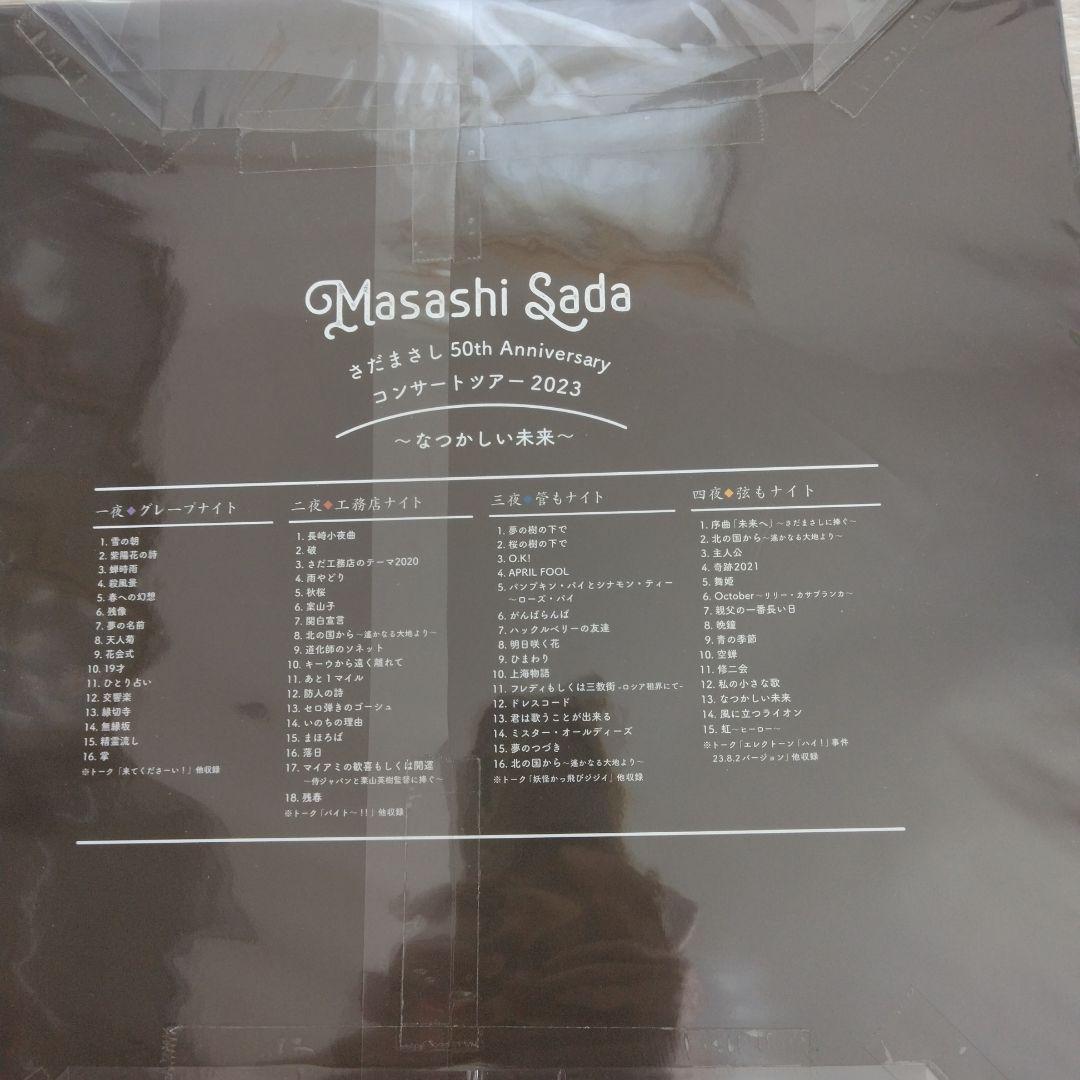 Masashi Sada
さだまさし 50th Anniversary
コンサートツアー 2023
～なつかしい未来～
一夜◆グレープナイト
1. 雪の朝
2. 紫陽花の詩
3. 蝉時雨
4. 殺風景
5. 春への幻想
6. 残像
7. 夢の名前
8. 天人菊
9. 花会式
10. 19才
11. ひとり占い
12. 交響楽
13. 縁切寺
14. 無縁坂
15. 精霊流し
16. 掌
※トーク「来てくださーい！」他収録
二夜◆工務店ナイト
1. 長崎小夜曲
2. 破
3. さだ工務店のテーマ2020
4. 雨やどり
5. 秋桜
6. 案山子
7. 関白宣言
8. 北の国から～遙かなる大地より～
9. 道化師のソネット
10. キーウから遠く離れて
11. あと1マイル
12. 防人の詩
13. セロ弾きのゴーシュ
14. いのちの理由
15. まほろば
16. 落日
17. マイアミの歓喜もしくは開運
～侍ジャパンと栗山英樹監督に捧ぐ～
18. 残春
※トーク「バイト～！！」他収録
三夜◆管もナイト
1. 夢の樹の下で
2. 桜の樹の下で
3. O.K!
4. APRIL FOOL
5. パンプキン・パイとシナモン・ティー
～ローズ・パイ
6. がんばらんば
7. ハックルベリーの友達
8. 明日咲く花
9. ひまわり
10. 上海物語
11. フレディもしくは三教街 -ロシア租界にて-
12. ドレスコード
13. 君は歌うことが出来る
14. ミスター・オールディーズ
15. 夢のつづき
16. 北の国から～遙かなる大地より～
※トーク「妖怪かっ飛びジジイ」他収録
四夜◆弦もナイト
1. 序曲「未来へ」～さだまさしに捧ぐ～
2. 北の国から～遙かなる大地より～
3. 主人公
4. 奇跡2021
5. 舞姫
6. October～リリー・カサブランカ～
7. 親父の一番長い日
8. 晩鐘
9. 青の季節
10. 空蝉
11. 修二会
12. 私の小さな歌
13. なつかしい未来
14. 風に立つライオン
15. 虹～ヒーロー～
※トーク「エレクトーン「ハイ！」事件
23.8.2バージョン」他収録